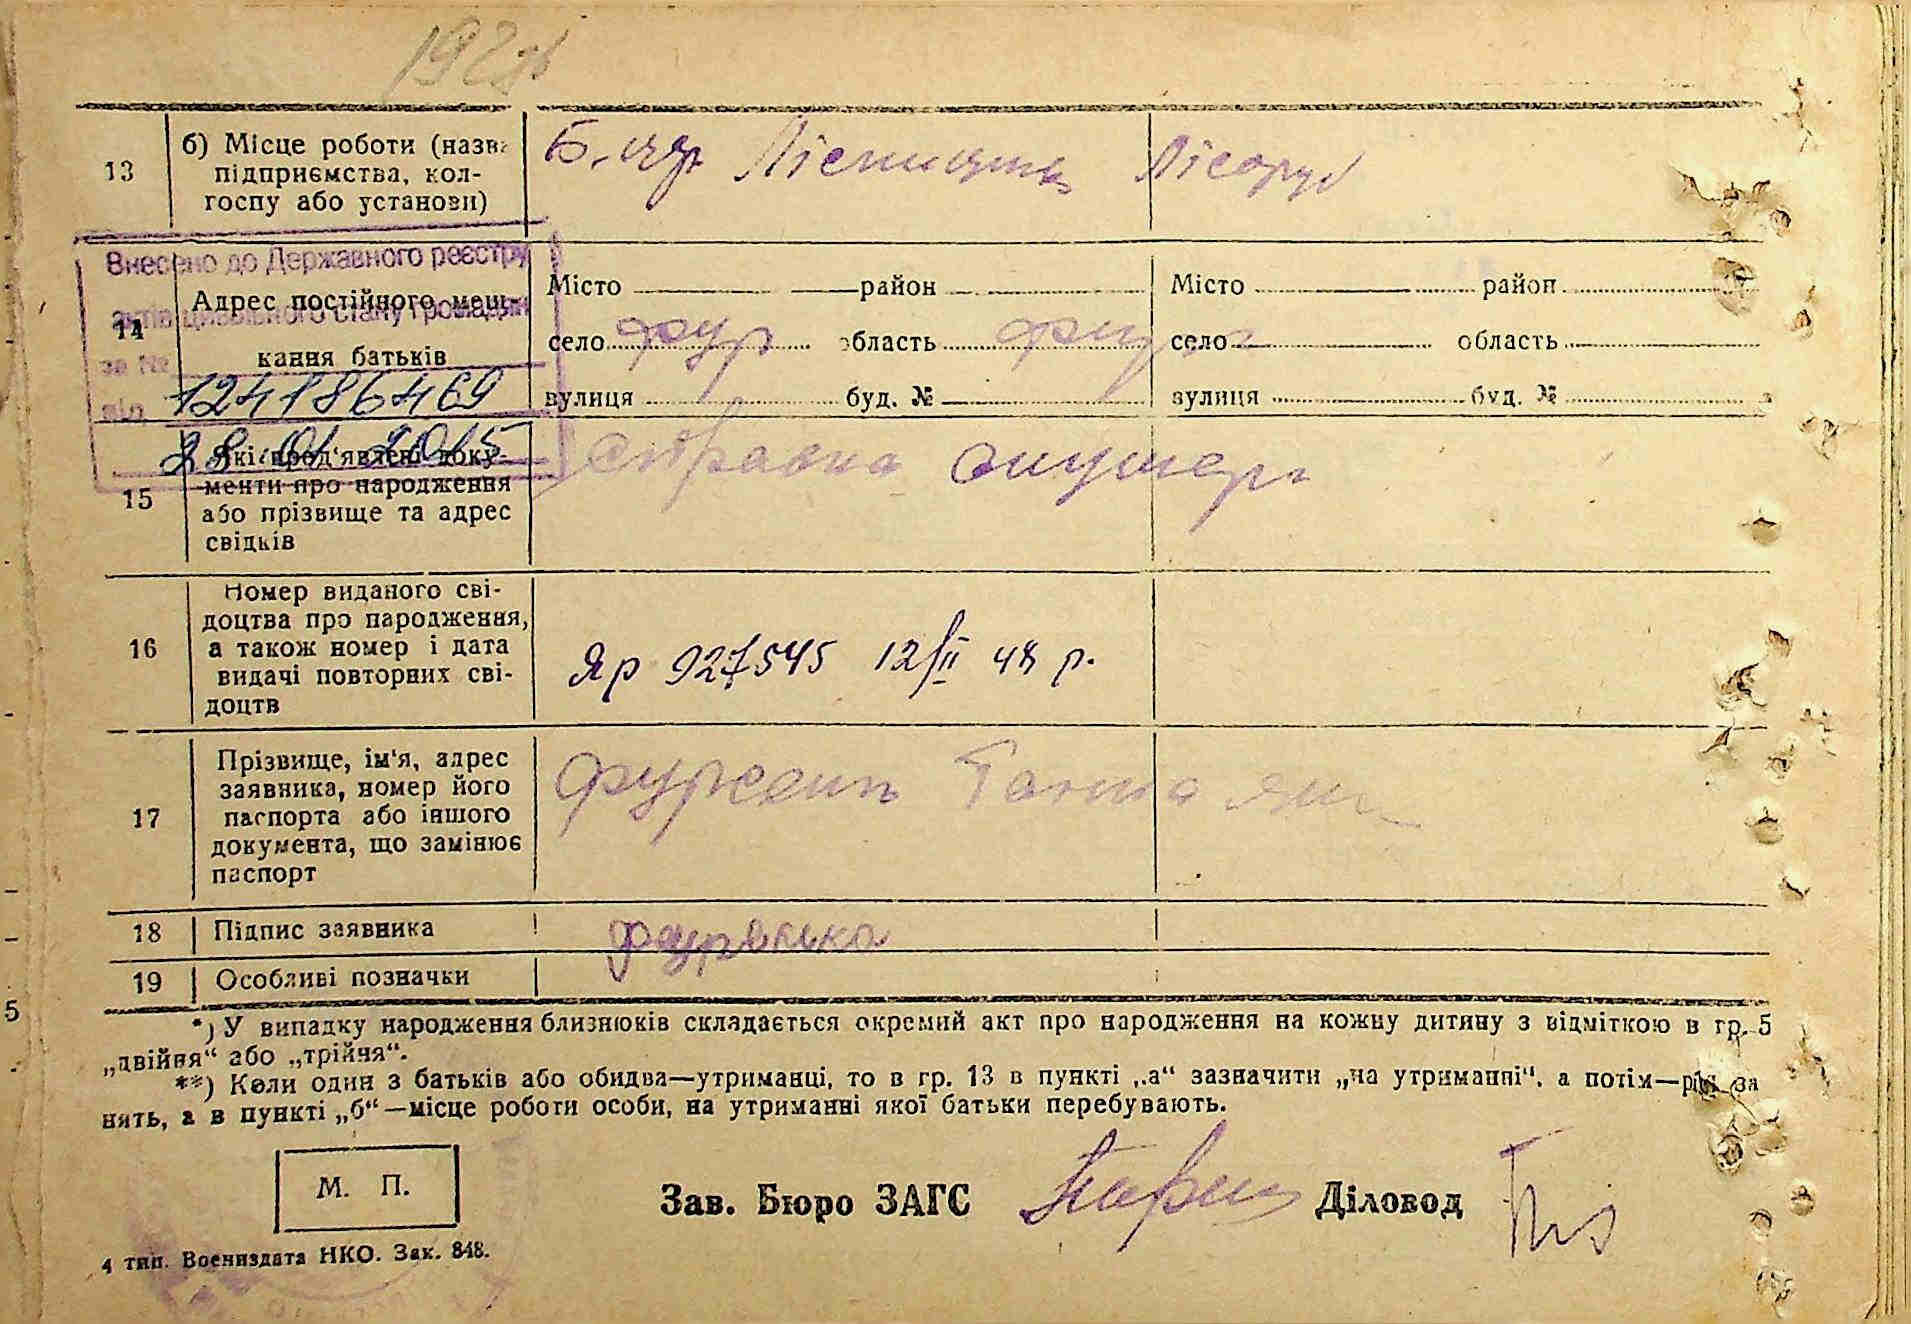 13
б) Місце роботи (назва
підприємства, кол-
госпу або установи)
Лісоруб
Внесено до Державного реєстру
актів цивільного стану громадян
за №
від
124186469
28 01 2015
14
Адрес постійного меш-
кання батьків
Місто район
село область
вулиця буд. №
Місто район
село область
вулиця буд. №
15
Які пред'явлені доку-
менти про народження
або прізвище та адрес
свідків
справка
16
Номер виданого сві-
доцтва про народження,
а також номер і дата
видачі повторних сві-
доцтв
Яр 927545 12/II 48 р.
17
Прізвище, ім'я, адрес
заявника, номер його
паспорта або іншого
документа, що замінює
паспорт
Ганна
18
Підпис заявника
19
Особливі позначки
*) У випадку народження близнюків складається окремий акт про народження на кожну дитину з відміткою в гр. 5
„двійня“ або „трійня“.
**) Коли один з батьків або обидва—утриманці, то в гр. 13 в пункті „а“ зазначити „на утриманні“, а потім—рід за
нять, а в пункті „б“—місце роботи особи, на утриманні якої батьки перебувають.
М. П.
Зав. Бюро ЗАГС Діловод
4 тип. Воениздата НКО. Зак. 848.
5